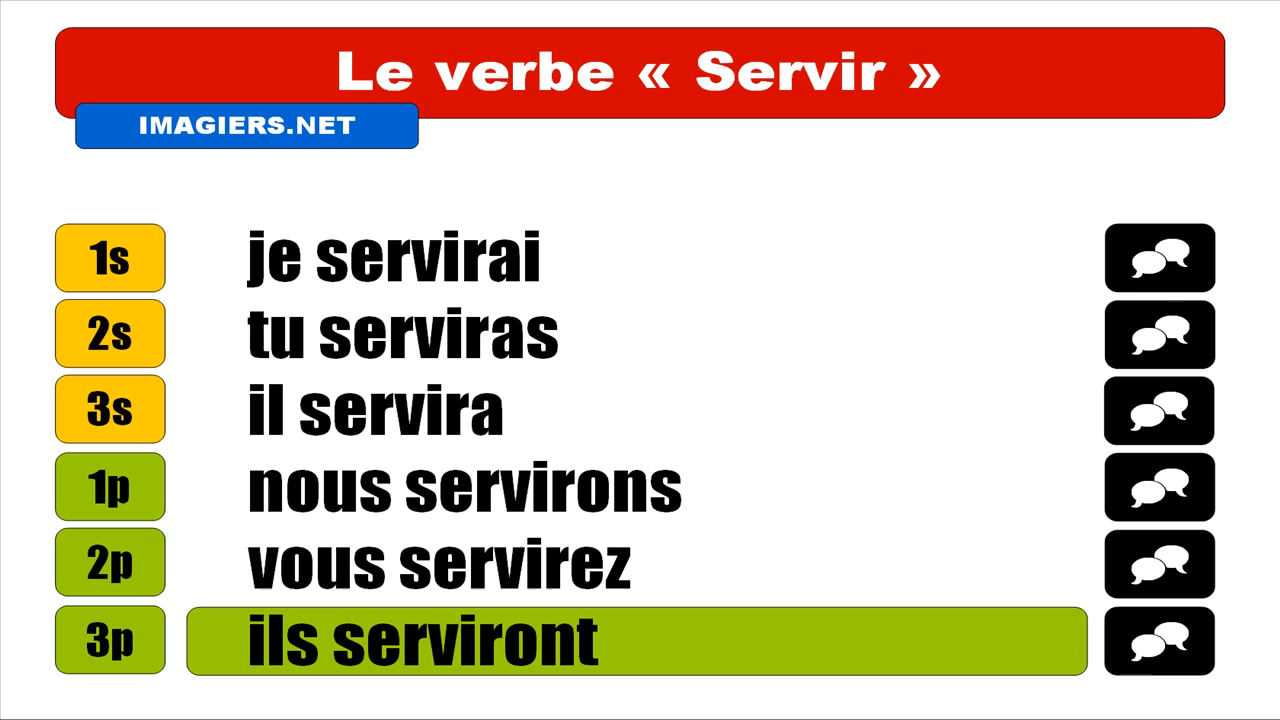 Le verbe « Servir »
IMAGIERS.NET
1s je servirai
2s tu serviras
3s il servira
1p nous servirons
2p vous servirez
3p ils serviront